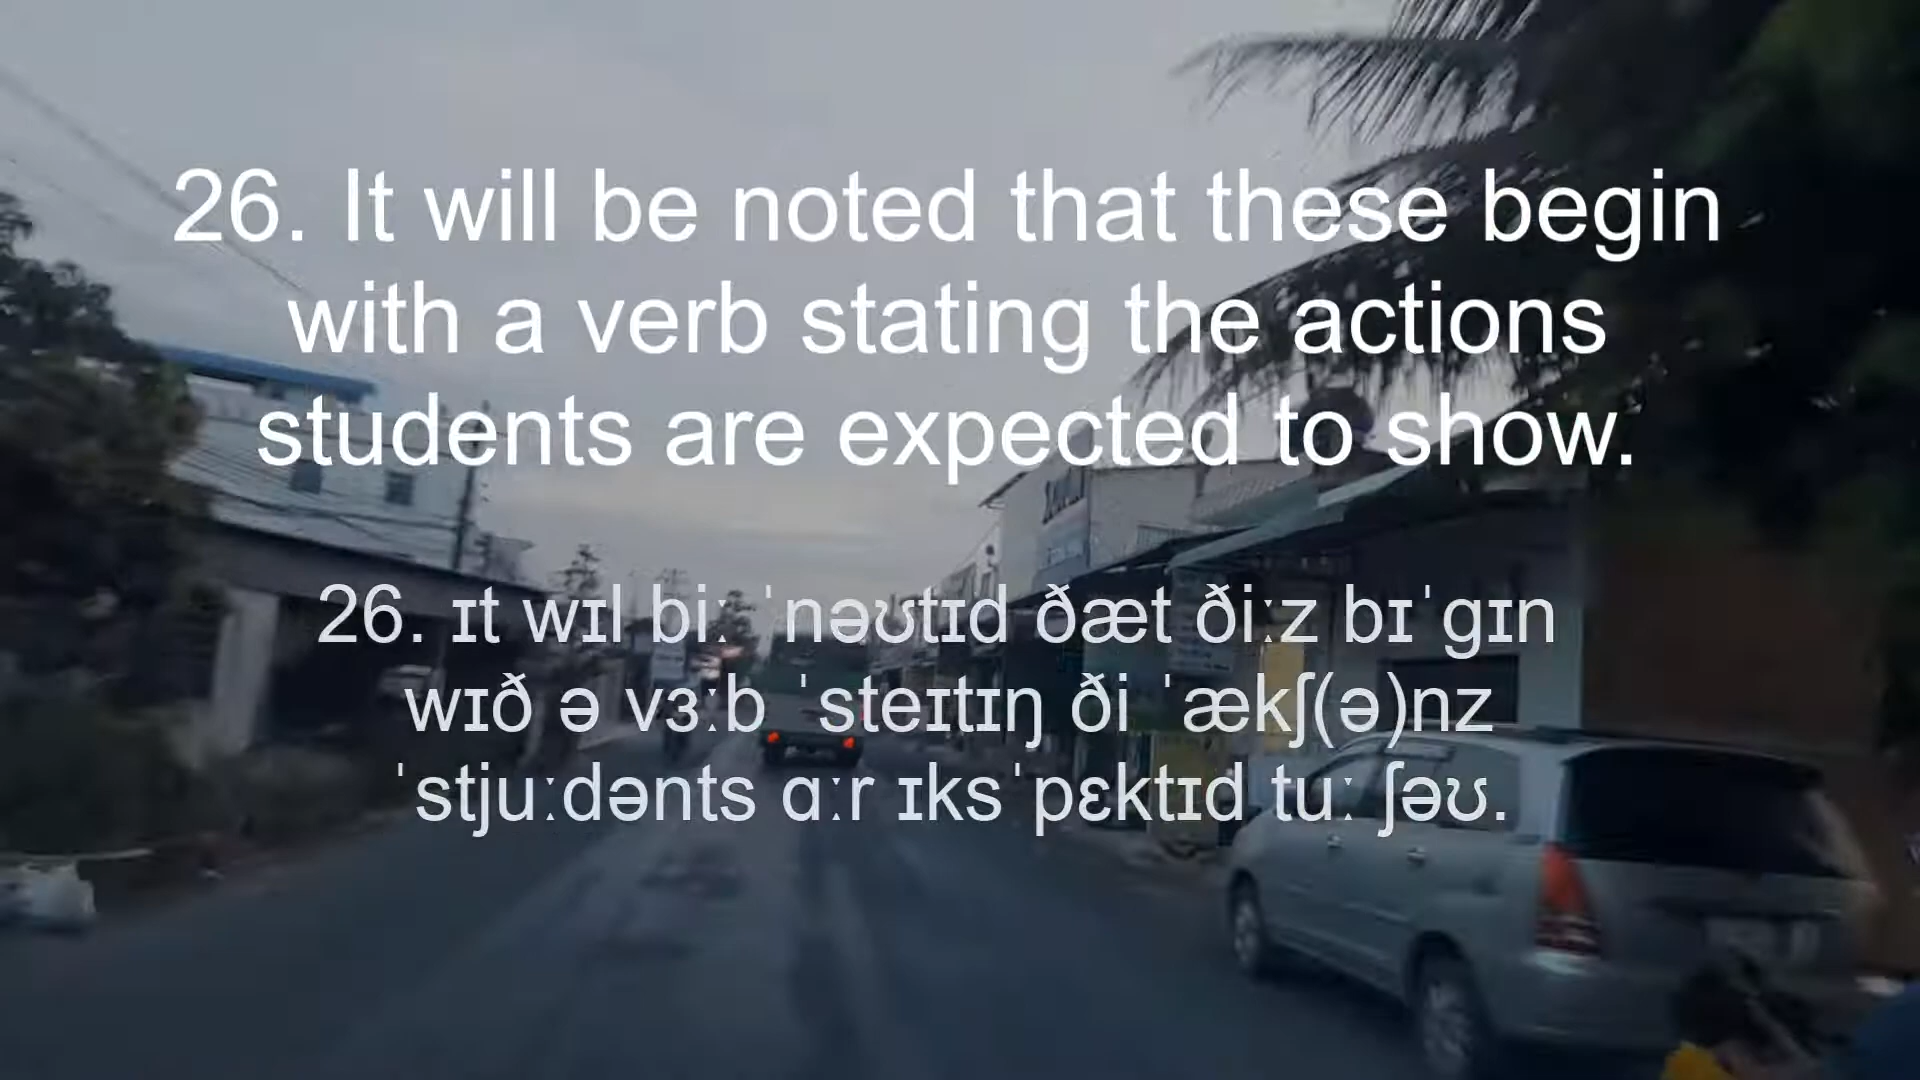 26. It will be noted that these begin
with a verb stating the actions
students are expected to show.
26. ɪt wɪl biː ˈnəʊtɪd ðæt ðiːz bɪˈɡɪn
wɪð ə vɜːb ˈsteɪtɪŋ ði ˈækʃ(ə)nz
ˈstjuːdənts ɑːr ɪksˈpɛktɪd tuː ʃəʊ.